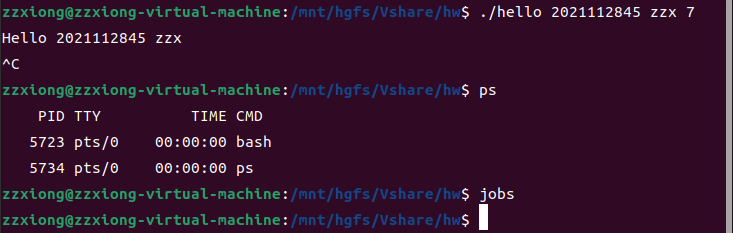 zzxiong@zzxiong-virtual-machine:/mnt/hgfs/Vshare/hw$ ./hello 2021112845 zzx 7
Hello 2021112845 zzx
^C
zzxiong@zzxiong-virtual-machine:/mnt/hgfs/Vshare/hw$ ps
    PID TTY          TIME CMD
   5723 pts/0    00:00:00 bash
   5734 pts/0    00:00:00 ps
zzxiong@zzxiong-virtual-machine:/mnt/hgfs/Vshare/hw$ jobs
zzxiong@zzxiong-virtual-machine:/mnt/hgfs/Vshare/hw$